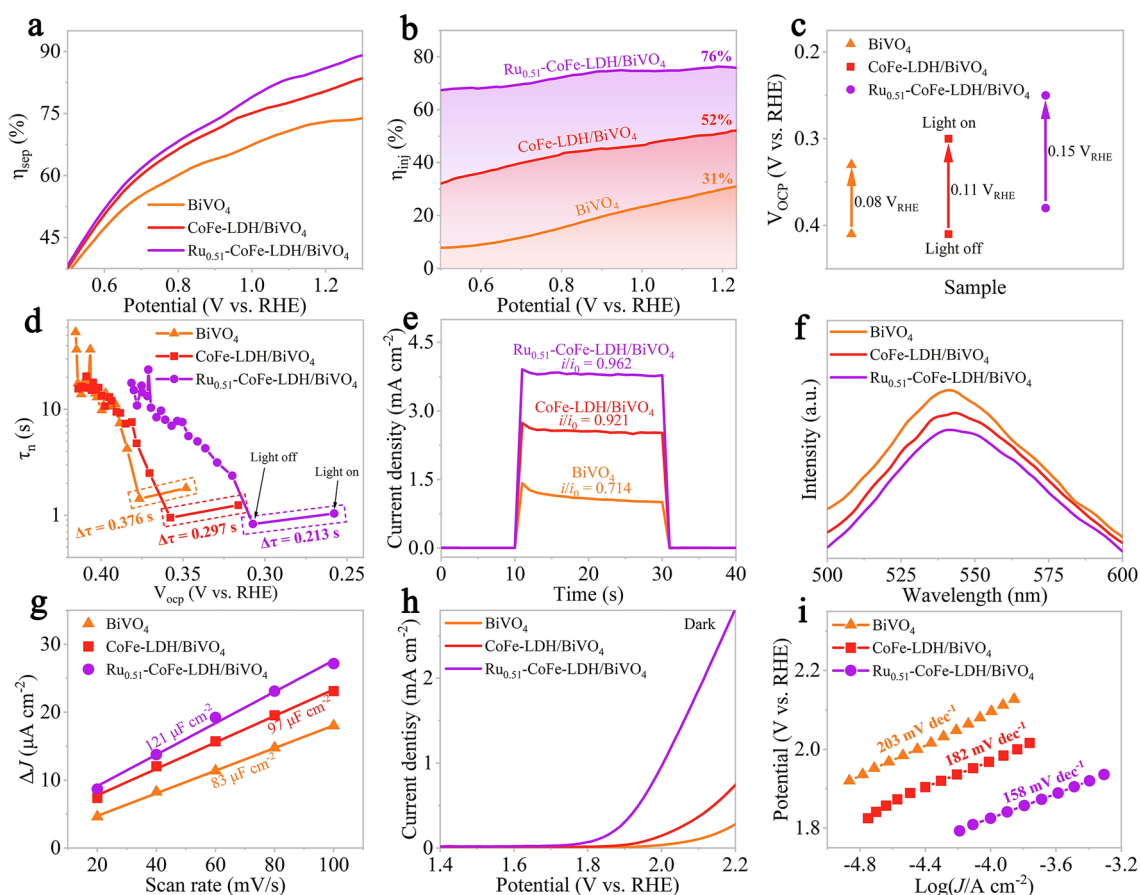 a
90
75
60
45
η_sep (%)
BiVO₄
CoFe-LDH/BiVO₄
Ru₀.₅₁-CoFe-LDH/BiVO₄
0.6 0.8 1.0 1.2
Potential (V vs. RHE)
b
80
60
40
20
0
η_inj (%)
76%
Ru₀.₅₁-CoFe-LDH/BiVO₄
52%
CoFe-LDH/BiVO₄
31%
BiVO₄
0.6 0.8 1.0 1.2
Potential (V vs. RHE)
c
0.2
0.3
0.4
V_OCP (V vs. RHE)
BiVO₄
CoFe-LDH/BiVO₄
Ru₀.₅₁-CoFe-LDH/BiVO₄
Light on
0.15 V_RHE
0.08 V_RHE
0.11 V_RHE
Light off
Sample
d
10
1
τ_n (s)
BiVO₄
CoFe-LDH/BiVO₄
Ru₀.₅₁-CoFe-LDH/BiVO₄
Light off
Light on
Δτ = 0.376 s
Δτ = 0.297 s
Δτ = 0.213 s
0.40 0.35 0.30 0.25
V_ocp (V vs. RHE)
e
4.5
3.0
1.5
0.0
Current density (mA cm⁻²)
Ru₀.₅₁-CoFe-LDH/BiVO₄
i/i₀ = 0.962
CoFe-LDH/BiVO₄
i/i₀ = 0.921
BiVO₄
i/i₀ = 0.714
0 10 20 30 40
Time (s)
f
Intensity (a.u.)
BiVO₄
CoFe-LDH/BiVO₄
Ru₀.₅₁-CoFe-LDH/BiVO₄
500 525 550 575 600
Wavelength (nm)
g
30
20
10
0
ΔJ (μA cm⁻²)
BiVO₄
CoFe-LDH/BiVO₄
Ru₀.₅₁-CoFe-LDH/BiVO₄
121 μF cm⁻²
97 μF cm⁻²
83 μF cm⁻²
20 40 60 80 100
Scan rate (mV/s)
h
2
1
0
Current dentisy (mA cm⁻²)
BiVO₄
CoFe-LDH/BiVO₄
Ru₀.₅₁-CoFe-LDH/BiVO₄
Dark
1.4 1.6 1.8 2.0 2.2
Potential (V vs. RHE)
i
2.2
2.0
1.8
Potential (V vs. RHE)
BiVO₄
CoFe-LDH/BiVO₄
Ru₀.₅₁-CoFe-LDH/BiVO₄
203 mV dec⁻¹
182 mV dec⁻¹
158 mV dec⁻¹
-4.8 -4.4 -4.0 -3.6 -3.2
Log(J/A cm⁻²)